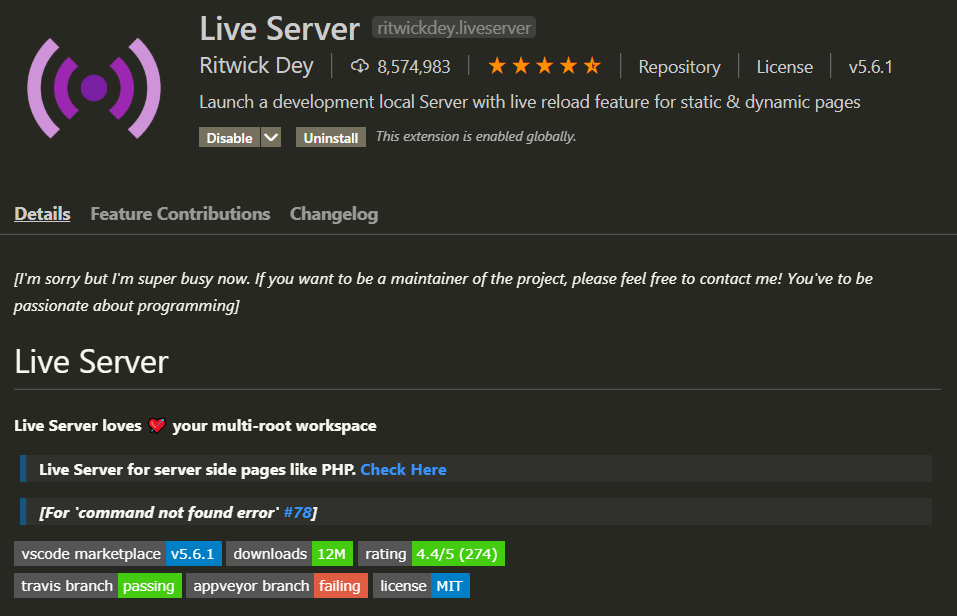 Live Server ritwickdey.liveserver
Ritwick Dey 8,574,983 Repository License v5.6.1
Launch a development local Server with live reload feature for static & dynamic pages
Disable Uninstall This extension is enabled globally.
Details Feature Contributions Changelog
[I'm sorry but I'm super busy now. If you want to be a maintainer of the project, please feel free to contact me! You've to be
passionate about programming]
Live Server
Live Server loves 💘 your multi-root workspace
Live Server for server side pages like PHP. Check Here
[For 'command not found error' #78]
vscode marketplace v5.6.1 downloads 12M rating 4.4/5 (274)
travis branch passing appveyor branch failing license MIT